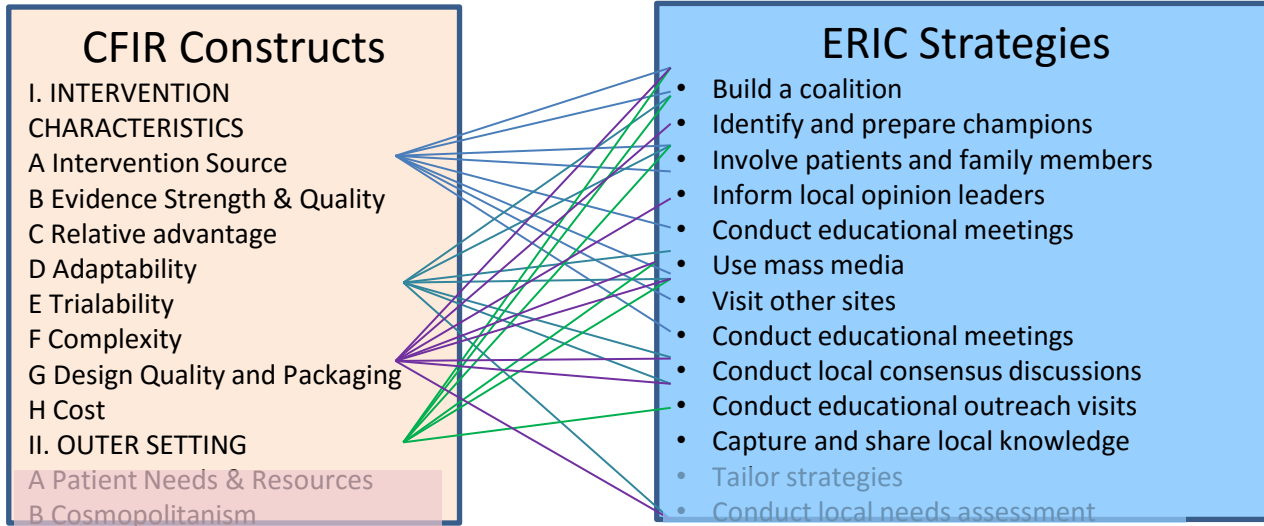 CFIR Constructs
I. INTERVENTION
CHARACTERISTICS
A Intervention Source
B Evidence Strength & Quality
C Relative advantage
D Adaptability
E Trialability
F Complexity
G Design Quality and Packaging
H Cost
II. OUTER SETTING
A Patient Needs & Resources
B Cosmopolitanism
ERIC Strategies
• Build a coalition
• Identify and prepare champions
• Involve patients and family members
• Inform local opinion leaders
• Conduct educational meetings
• Use mass media
• Visit other sites
• Conduct educational meetings
• Conduct local consensus discussions
• Conduct educational outreach visits
• Capture and share local knowledge
• Tailor strategies
• Conduct local needs assessment